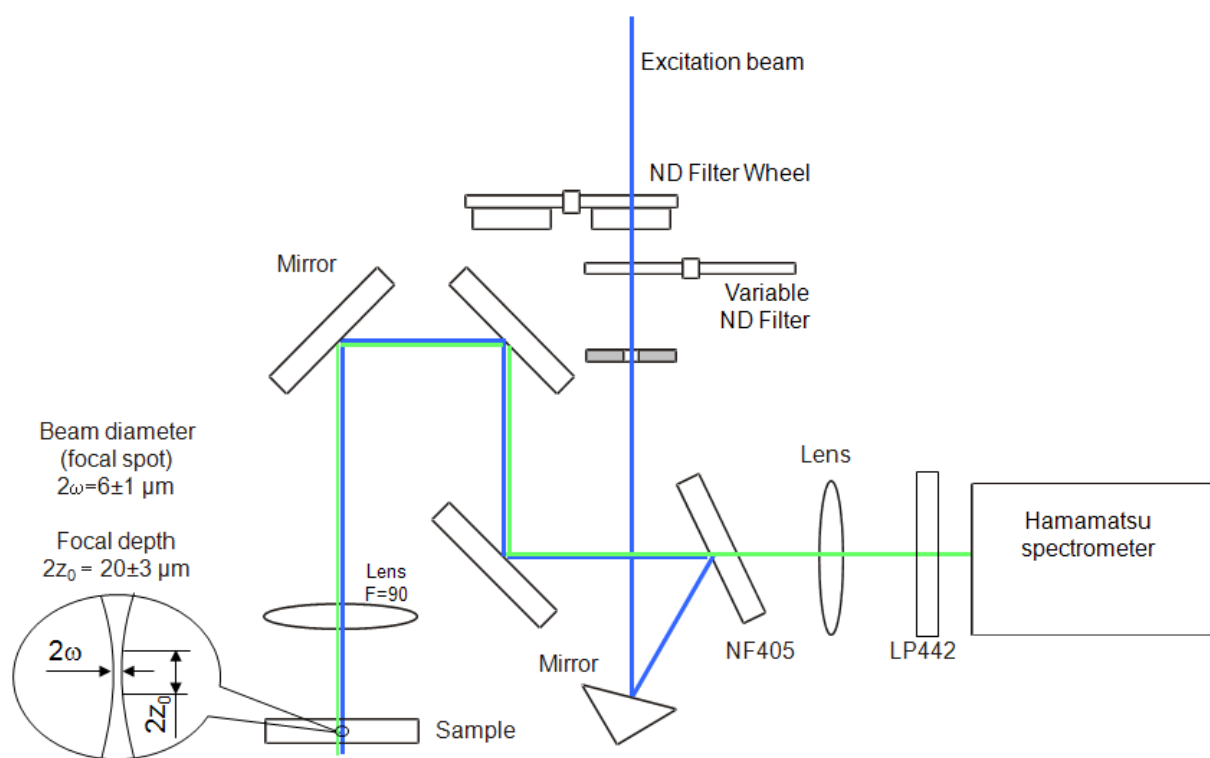 Excitation beam
ND Filter Wheel
Mirror
Variable
ND Filter
Beam diameter
(focal spot)
2ω=6±1 µm
Focal depth
2z₀ = 20±3 µm
Lens
F=90
Lens
Hamamatsu
spectrometer
NF405
LP442
Mirror
2ω
2z₀
Sample